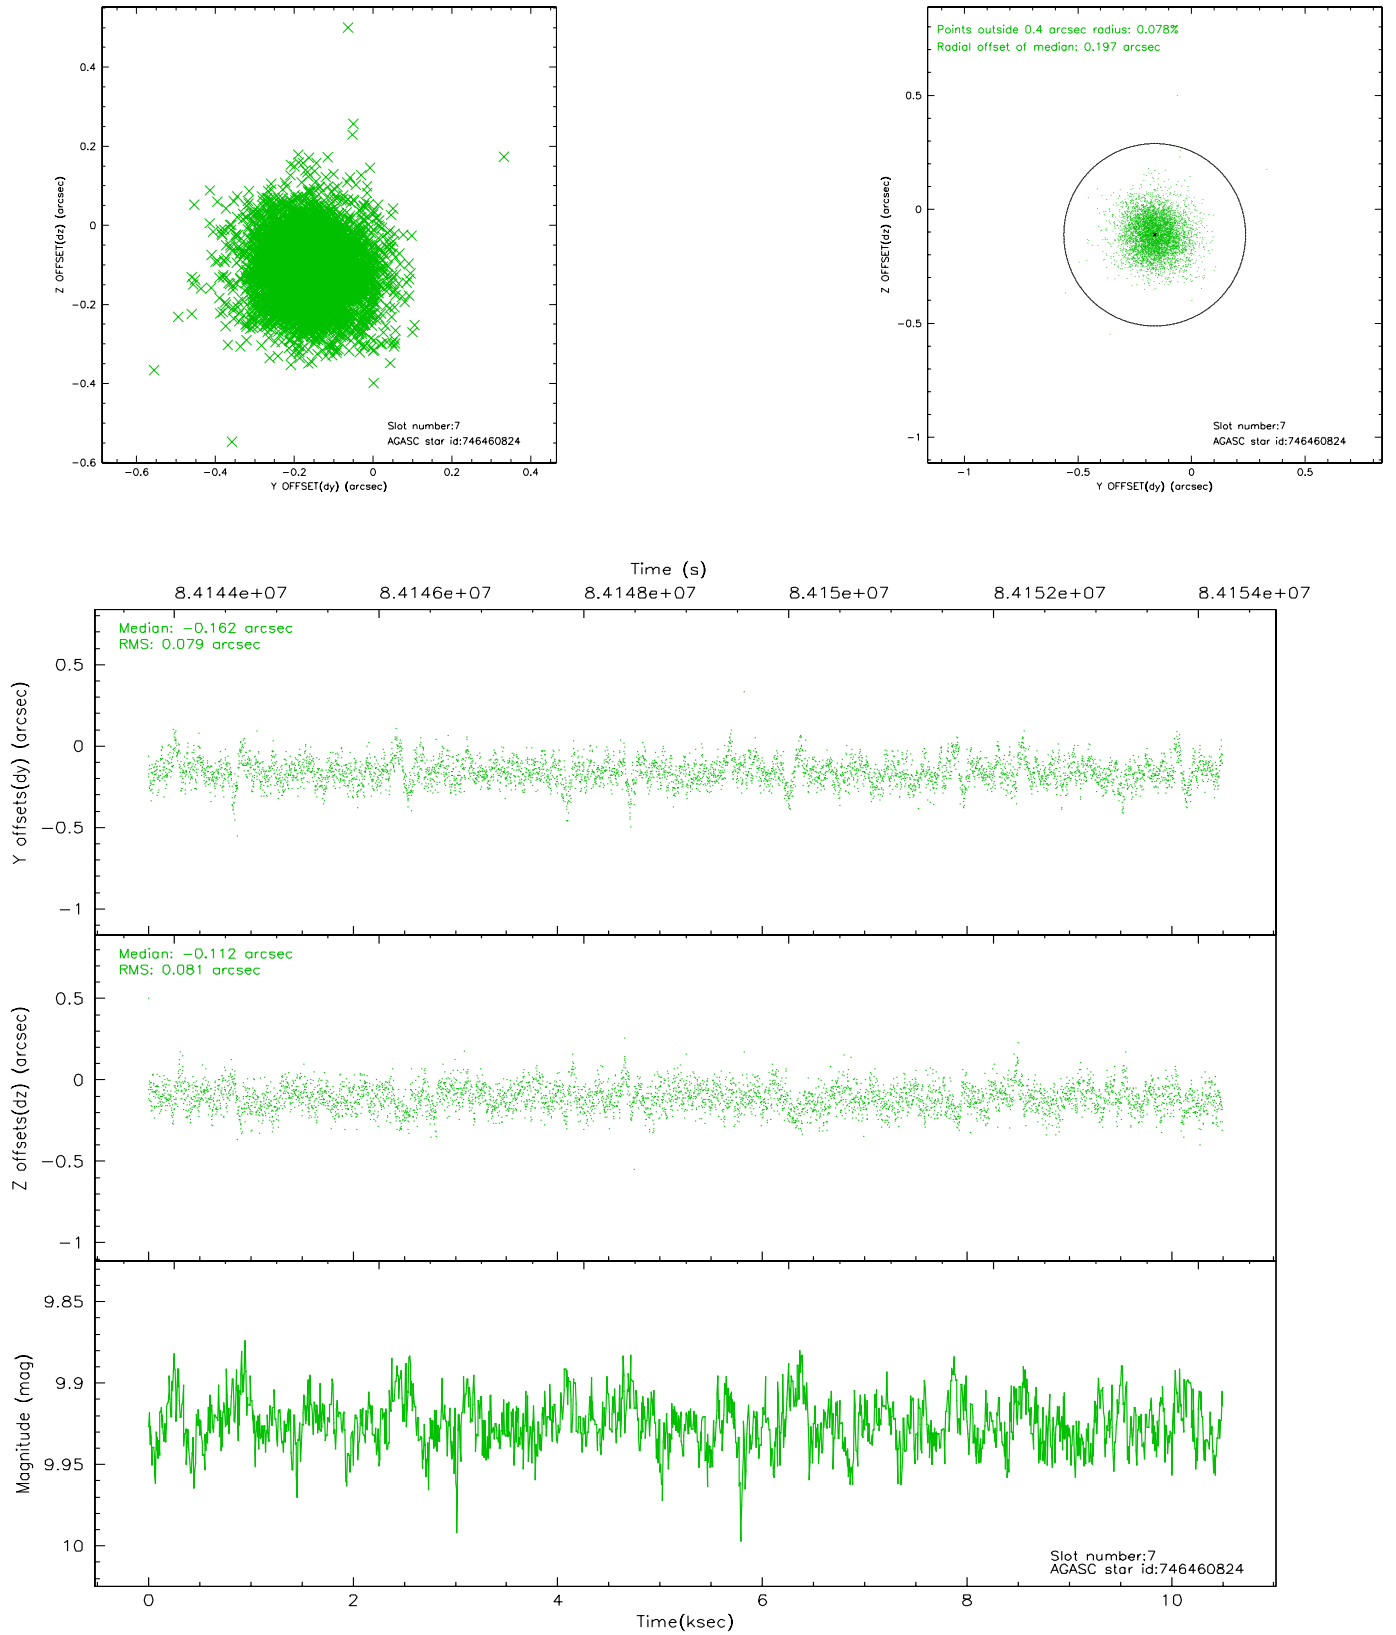 0.4
0.2
0
−0.2
−0.4
−0.6
Z OFFSET(dz) (arcsec)
Slot number:7
AGASC star id:746460824
−0.6 −0.4 −0.2 0 0.2 0.4
Y OFFSET(dy) (arcsec)
Points outside 0.4 arcsec radius: 0.078%
Radial offset of median: 0.197 arcsec
0.5
0
−0.5
−1
Z OFFSET(dz) (arcsec)
Slot number:7
AGASC star id:746460824
−1 −0.5 0 0.5
Y OFFSET(dy) (arcsec)
Time (s)
8.4144e+07 8.4146e+07 8.4148e+07 8.415e+07 8.4152e+07 8.4154e+07
Median: −0.162 arcsec
RMS: 0.079 arcsec
0.5
0
−0.5
−1
Y offsets(dy) (arcsec)
Median: −0.112 arcsec
RMS: 0.081 arcsec
0.5
0
−0.5
−1
Z offsets(dz) (arcsec)
9.85
9.9
9.95
10
Magnitude (mag)
Slot number:7
AGASC star id:746460824
0 2 4 6 8 10
Time(ksec)